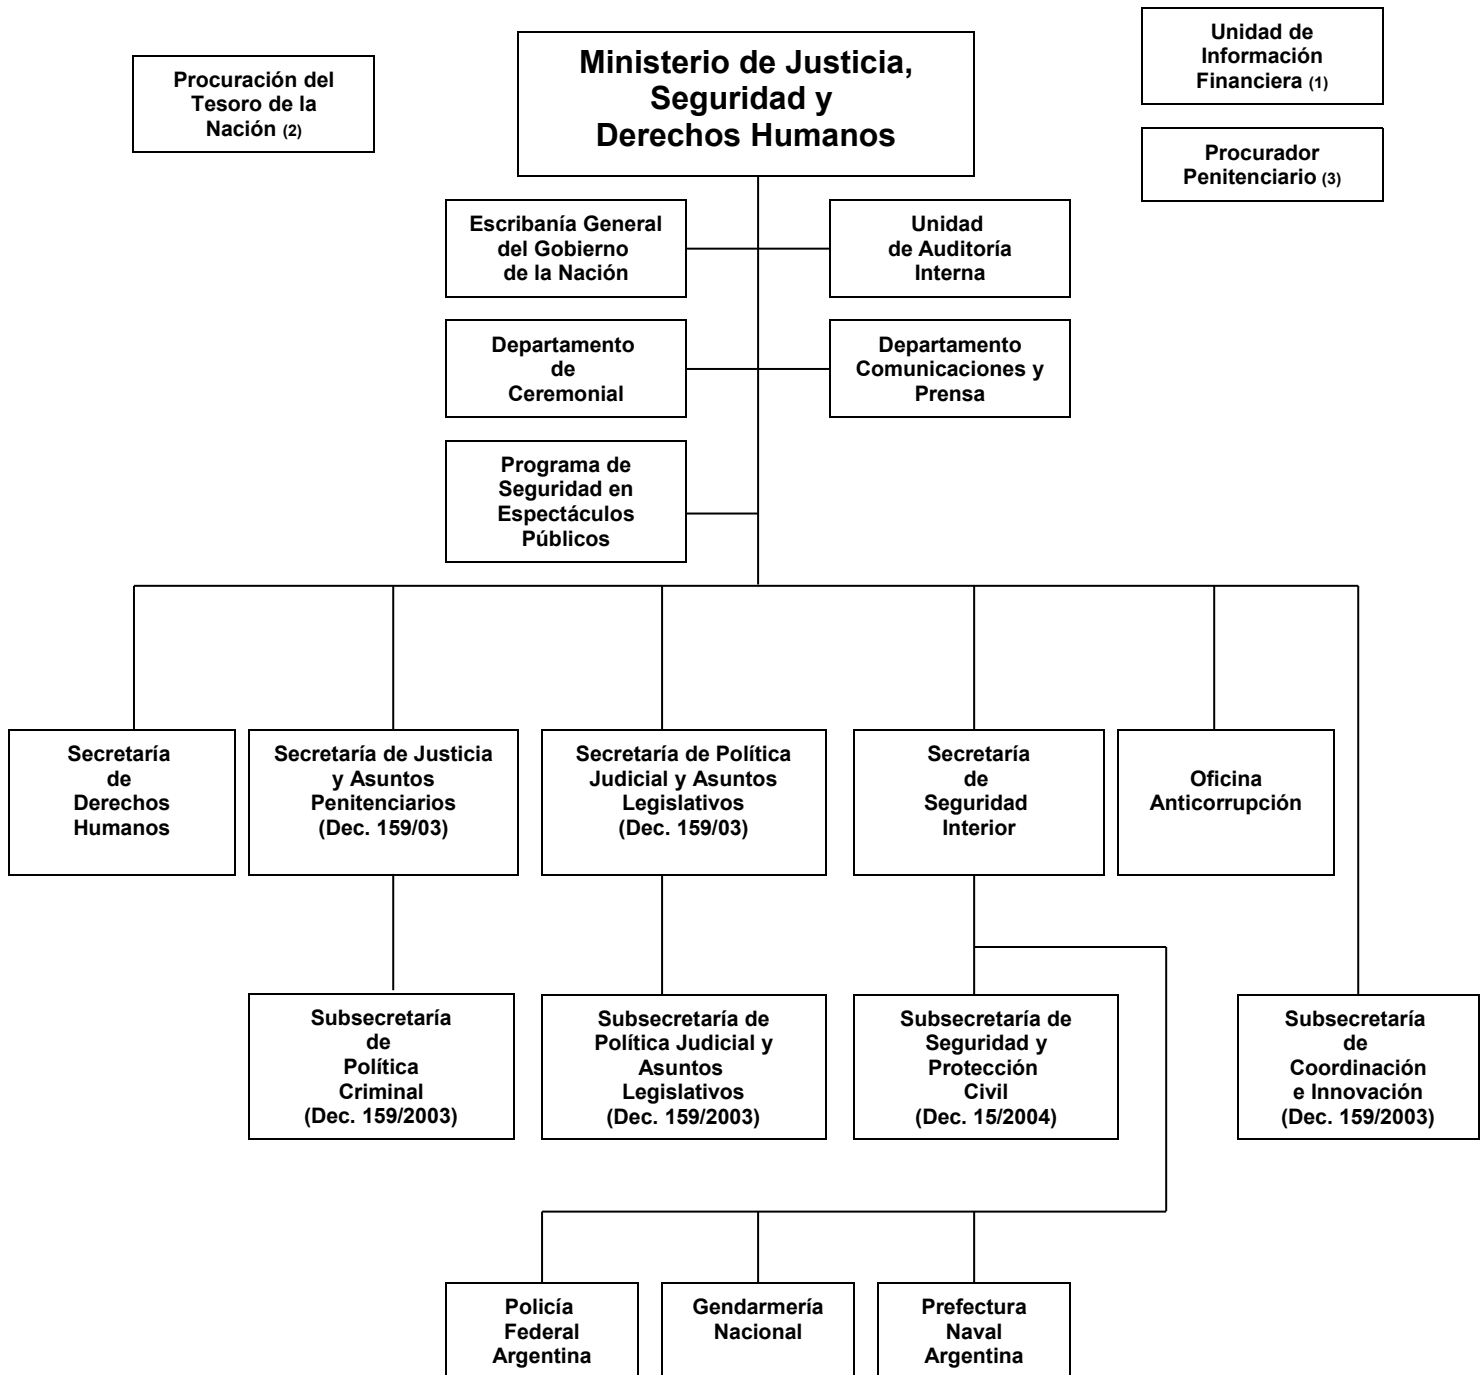 Procuración del
Tesoro de la
Nación (2)
Ministerio de Justicia,
Seguridad y
Derechos Humanos
Unidad de
Información
Financiera (1)
Procurador
Penitenciario (3)
Escribanía General
del Gobierno
de la Nación
Unidad
de Auditoría
Interna
Departamento
de
Ceremonial
Departamento
Comunicaciones y
Prensa
Programa de
Seguridad en
Espectáculos
Públicos
Secretaría
de
Derechos
Humanos
Secretaría de Justicia
y Asuntos
Penitenciarios
(Dec. 159/03)
Secretaría de Política
Judicial y Asuntos
Legislativos
(Dec. 159/03)
Secretaría
de
Seguridad
Interior
Oficina
Anticorrupción
Subsecretaría
de
Política
Criminal
(Dec. 159/2003)
Subsecretaría de
Política Judicial y
Asuntos
Legislativos
(Dec. 159/2003)
Subsecretaría de
Seguridad y
Protección
Civil
(Dec. 15/2004)
Subsecretaría
de
Coordinación
e Innovación
(Dec. 159/2003)
Policía
Federal
Argentina
Gendarmería
Nacional
Prefectura
Naval
Argentina